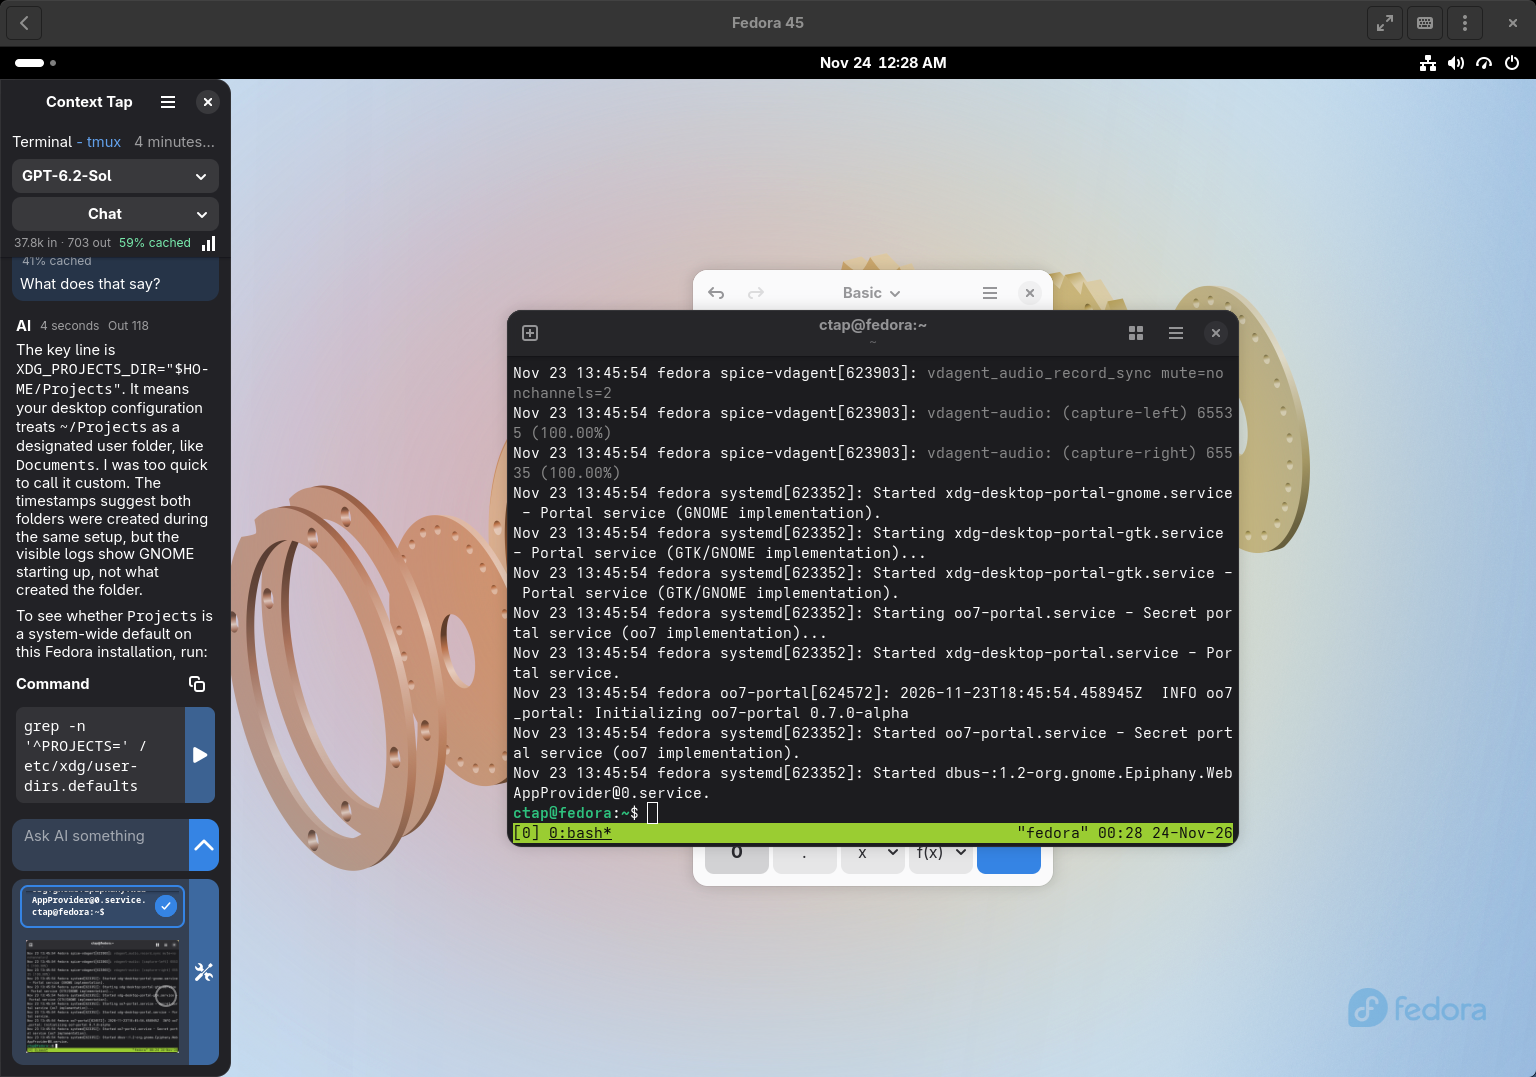 Fedora 45
Nov 24 12:28 AM
Context Tap
Terminal - tmux 4 minutes...
GPT-6.2-Sol
Chat
37.8k in · 703 out 59% cached
41% cached
What does that say?
AI 4 seconds Out 118
The key line is
XDG_PROJECTS_DIR="$HO-
ME/Projects". It means
your desktop configuration
treats ~/Projects as a
designated user folder, like
Documents. I was too quick
to call it custom. The
timestamps suggest both
folders were created during
the same setup, but the
visible logs show GNOME
starting up, not what
created the folder.
To see whether Projects is
a system-wide default on
this Fedora installation, run:
Command
grep -n
'^PROJECTS=' /
etc/xdg/user-
dirs.defaults
Ask AI something
AppProvider@0.service.
ctap@fedora:~$
Basic
ctap@fedora:~
~
Nov 23 13:45:54 fedora spice-vdagent[623903]: vdagent_audio_record_sync mute=no
nchannels=2
Nov 23 13:45:54 fedora spice-vdagent[623903]: vdagent-audio: (capture-left) 6553
5 (100.00%)
Nov 23 13:45:54 fedora spice-vdagent[623903]: vdagent-audio: (capture-right) 655
35 (100.00%)
Nov 23 13:45:54 fedora systemd[623352]: Started xdg-desktop-portal-gnome.service
- Portal service (GNOME implementation).
Nov 23 13:45:54 fedora systemd[623352]: Starting xdg-desktop-portal-gtk.service
- Portal service (GTK/GNOME implementation)...
Nov 23 13:45:54 fedora systemd[623352]: Started xdg-desktop-portal-gtk.service -
Portal service (GTK/GNOME implementation).
Nov 23 13:45:54 fedora systemd[623352]: Starting oo7-portal.service - Secret por
tal service (oo7 implementation)...
Nov 23 13:45:54 fedora systemd[623352]: Started xdg-desktop-portal.service - Por
tal service.
Nov 23 13:45:54 fedora oo7-portal[624572]: 2026-11-23T18:45:54.458945Z  INFO oo7
_portal: Initializing oo7-portal 0.7.0-alpha
Nov 23 13:45:54 fedora systemd[623352]: Started oo7-portal.service - Secret port
al service (oo7 implementation).
Nov 23 13:45:54 fedora systemd[623352]: Started dbus-:1.2-org.gnome.Epiphany.Web
AppProvider@0.service.
ctap@fedora:~$
[0] 0:bash* "fedora" 00:28 24-Nov-26
0 . x f(x)
fedora